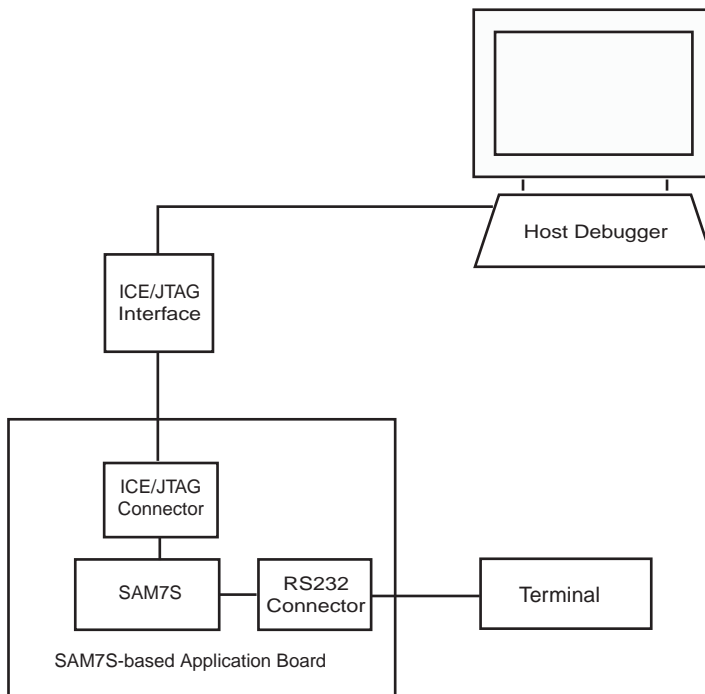 Host Debugger
ICE/JTAG
Interface
ICE/JTAG
Connector
SAM7S
RS232
Connector
Terminal
SAM7S-based Application Board